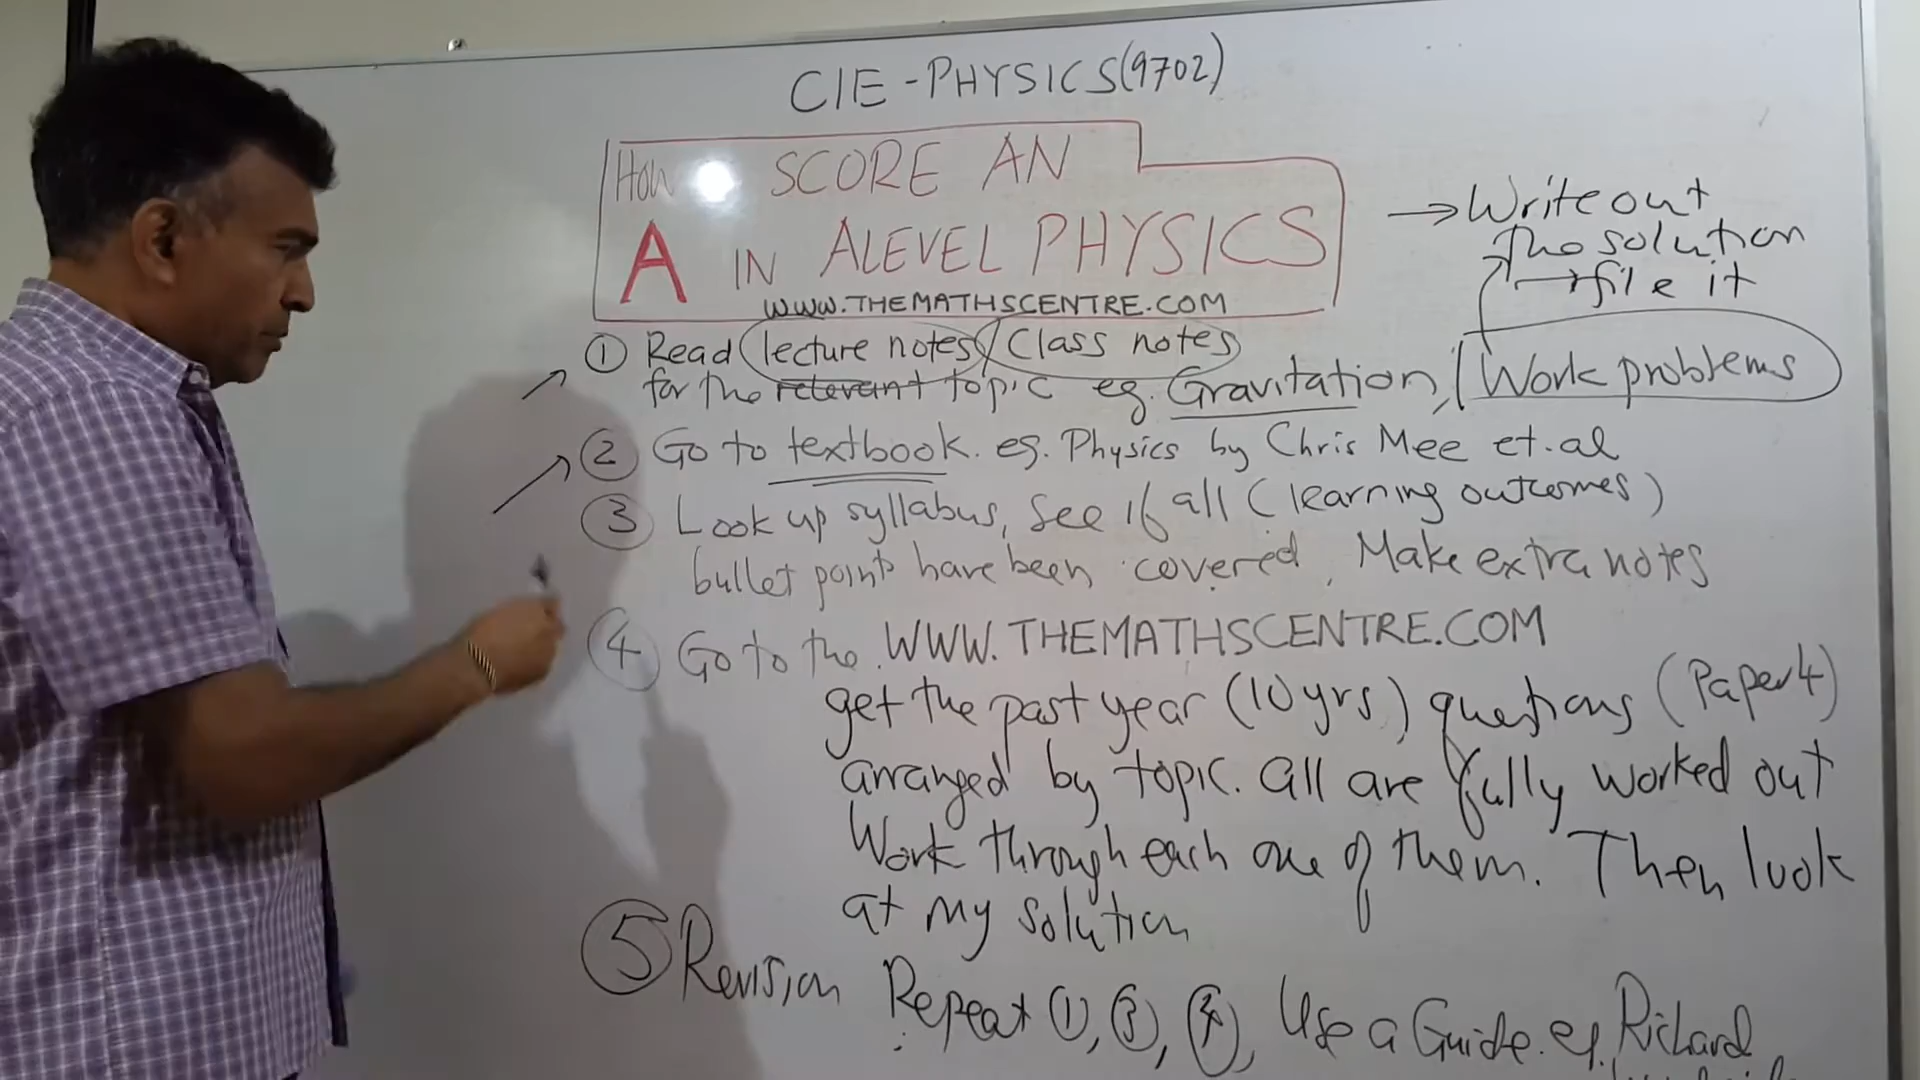 CIE - PHYSICS (9702)
How SCORE AN
A IN ALEVEL PHYSICS
WWW.THEMATHSCENTRE.COM
→ Write out
the solution
→ file it
① Read (lecture notes)/(Class notes)
for the relevant topic eg. Gravitation, / Work problems
② Go to textbook. eg. Physics by Chris Mee et.al
③ Look up syllabus, see if all (learning outcomes)
bullet points have been covered, Make extra notes
④ Go to the WWW.THEMATHSCENTRE.COM
get the past year (10yrs) questions (Paper 4)
arranged by topic. all are fully worked out
Work through each one of them. Then look
at my solution
⑤ Revision Repeat ①, ③, ④, Use a Guide. eg. Richard